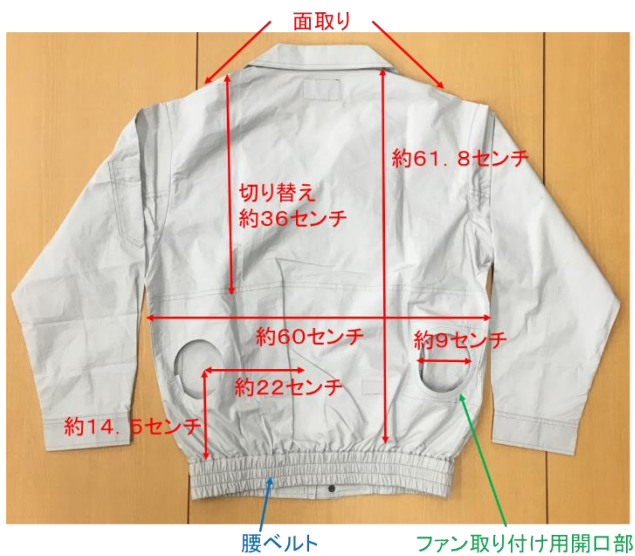 面取り
約61.8センチ
切り替え
約36センチ
約60センチ
約9センチ
約22センチ
約14.5センチ
腰ベルト
ファン取り付け用開口部